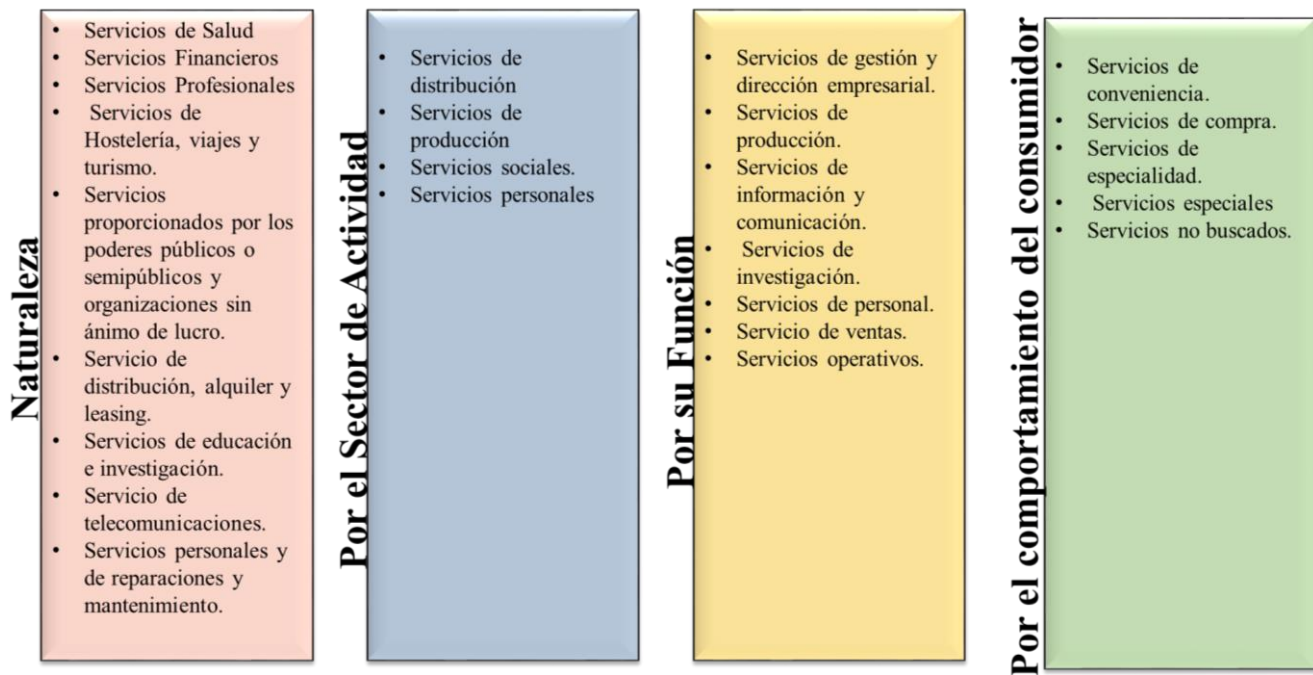 Naturaleza
• Servicios de Salud
• Servicios Financieros
• Servicios Profesionales
• Servicios de
Hostelería, viajes y
turismo.
• Servicios
proporcionados por los
poderes públicos o
semipúblicos y
organizaciones sin
ánimo de lucro.
• Servicio de
distribución, alquiler y
leasing.
• Servicios de educación
e investigación.
• Servicio de
telecomunicaciones.
• Servicios personales y
de reparaciones y
mantenimiento.
Por el Sector de Actividad
• Servicios de
distribución
• Servicios de
producción
• Servicios sociales.
• Servicios personales
Por su Función
• Servicios de gestión y
dirección empresarial.
• Servicios de
producción.
• Servicios de
información y
comunicación.
• Servicios de
investigación.
• Servicios de personal.
• Servicio de ventas.
• Servicios operativos.
Por el comportamiento del consumidor
• Servicios de
conveniencia.
• Servicios de compra.
• Servicios de
especialidad.
• Servicios especiales
• Servicios no buscados.